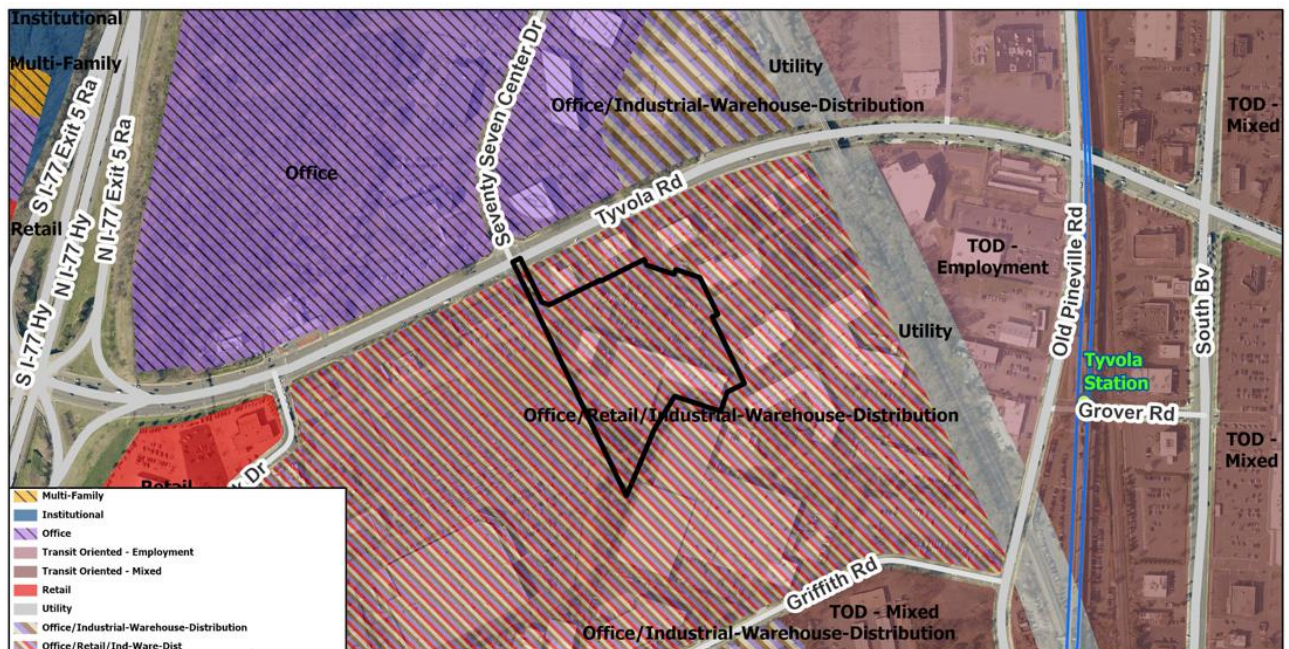 Institutional
Multi-Family
S I-77 Exit 5 Ra
N I-77 Hy
N I-77 Exit 5 Ra
Retail
S I-77 Hy
Office
Seventy Seven Center Dr
Tyvola Rd
Utility
Office/Industrial-Warehouse-Distribution
TOD -
Mixed
TOD -
Employment
Old Pineville Rd
South Bv
Utility
Tyvola
Station
Grover Rd
Office/Retail/Industrial-Warehouse-Distribution
TOD -
Mixed
Retail
Dr
Griffith Rd
TOD - Mixed
Office/Industrial-Warehouse-Distribution
Multi-Family
Institutional
Office
Transit Oriented - Employment
Transit Oriented - Mixed
Retail
Utility
Office/Industrial-Warehouse-Distribution
Office/Retail/Ind-Ware-Dist